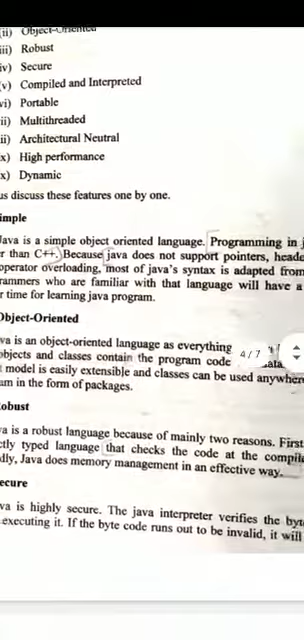 ii) Object-Oriented
iii) Robust
iv) Secure
(v) Compiled and Interpreted
vi) Portable
ii) Multithreaded
ii) Architectural Neutral
x) High performance
x) Dynamic
us discuss these features one by one.
imple
Java is a simple object oriented language. Programming in j
r than C++. Because java does not support pointers, heade
operator overloading, most of java's syntax is adapted from
rammers who are familiar with that language will have a
r time for learning java program.
Object-Oriented
va is an object-oriented language as everything
objects and classes contain the program code 4/7 ata
model is easily extensible and classes can be used anywher
am in the form of packages.
obust
va is a robust language because of mainly two reasons. First
ctly typed language that checks the code at the compile
dly, Java does memory management in an effective way.
ecure
va is highly secure. The java interpreter verifies the byt
executing it. If the byte code runs out to be invalid, it will